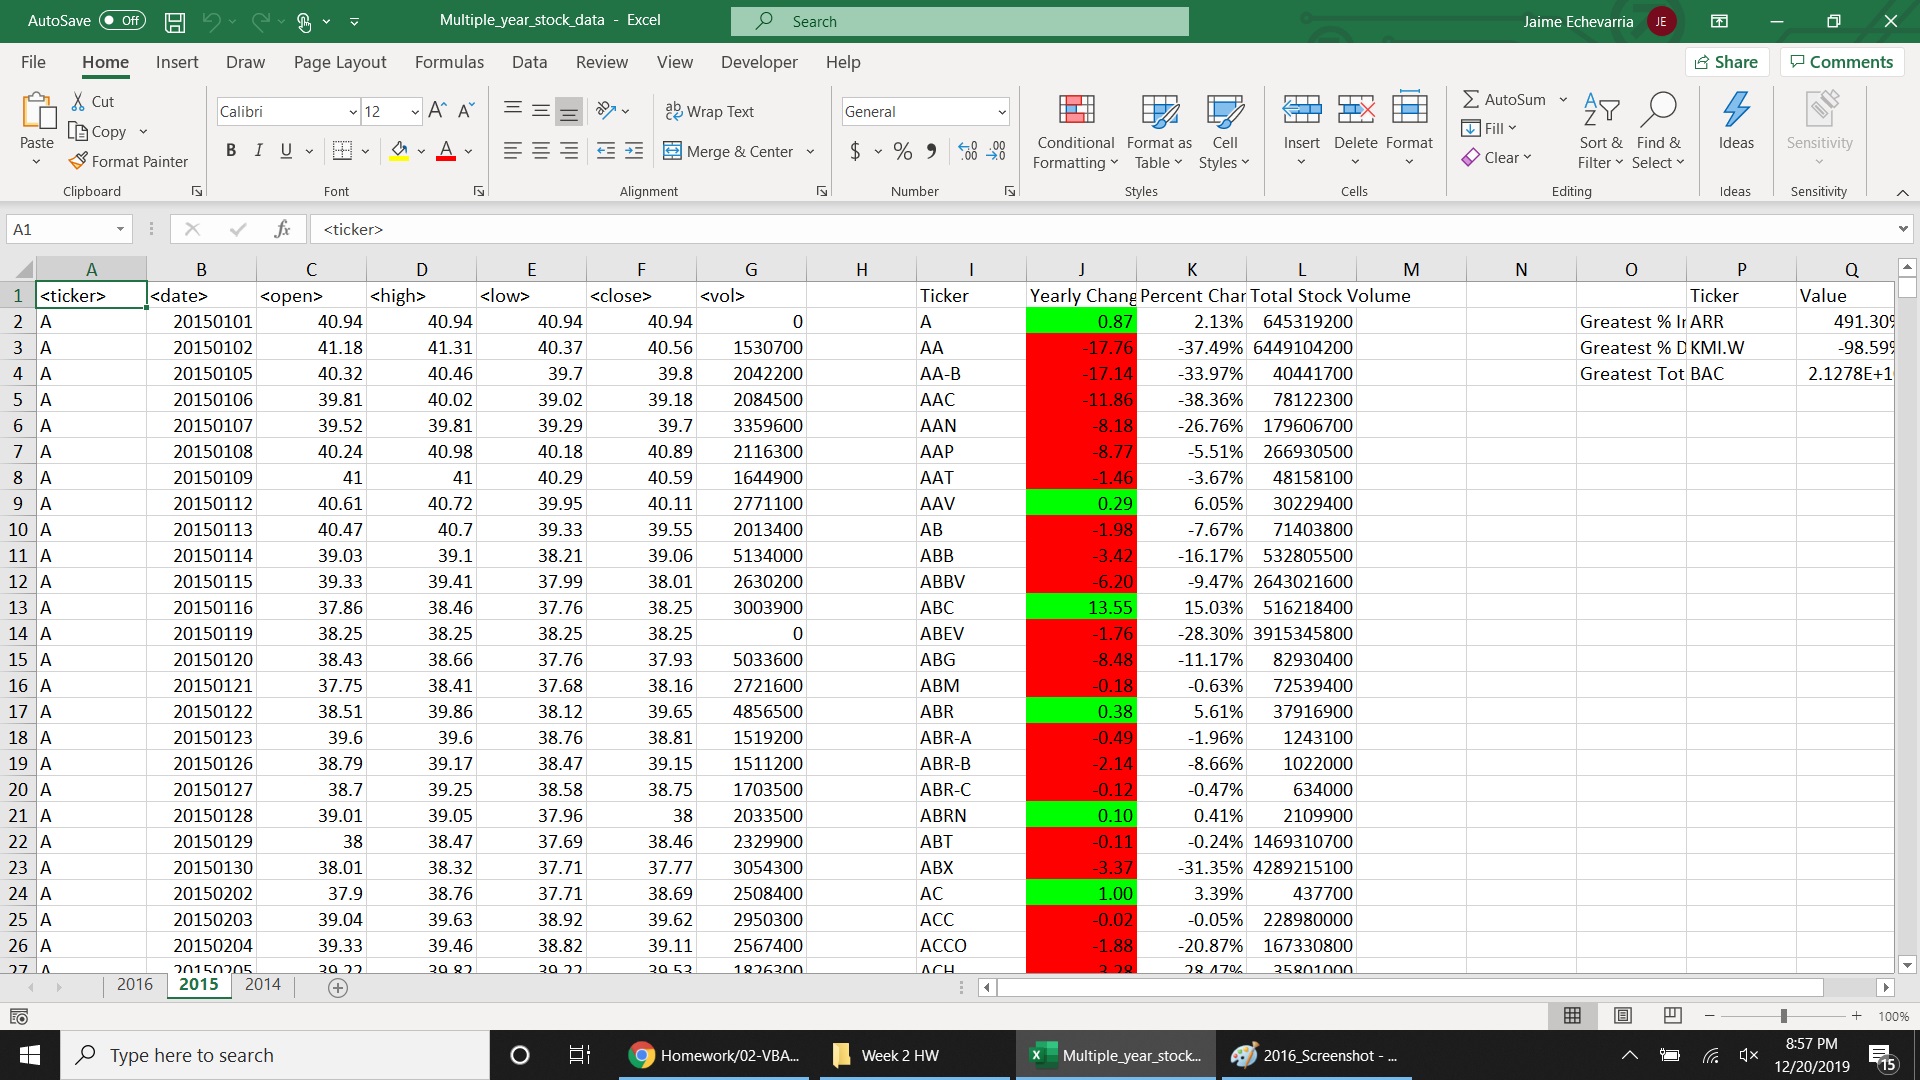 AutoSave Off Multiple_year_stock_data - Excel Search Jaime Echevarria JE
File Home Insert Draw Page Layout Formulas Data Review View Developer Help Share Comments
Cut Calibri 12 Wrap Text General AutoSum
Copy Fill
Format Painter Merge & Center Clear
Paste B I U $ % Conditional Formatting Format as Table Cell Styles Insert Delete Format Sort & Filter Find & Select Ideas Sensitivity
Clipboard Font Alignment Number Styles Cells Editing Ideas Sensitivity
A1 fx <ticker>
A B C D E F G H I J K L M N O P Q
1 <ticker> <date> <open> <high> <low> <close> <vol> Ticker Yearly Chang Percent Char Total Stock Volume Ticker Value
2 A 20150101 40.94 40.94 40.94 40.94 0 A 0.87 2.13% 645319200 Greatest % Ir ARR 491.30%
3 A 20150102 41.18 41.31 40.37 40.56 1530700 AA -17.76 -37.49% 6449104200 Greatest % D KMI.W -98.59%
4 A 20150105 40.32 40.46 39.7 39.8 2042200 AA-B -17.14 -33.97% 40441700 Greatest Tot BAC 2.1278E+1
5 A 20150106 39.81 40.02 39.02 39.18 2084500 AAC -11.86 -38.36% 78122300
6 A 20150107 39.52 39.81 39.29 39.7 3359600 AAN -8.18 -26.76% 179606700
7 A 20150108 40.24 40.98 40.18 40.89 2116300 AAP -8.77 -5.51% 266930500
8 A 20150109 41 41 40.29 40.59 1644900 AAT -1.46 -3.67% 48158100
9 A 20150112 40.61 40.72 39.95 40.11 2771100 AAV 0.29 6.05% 30229400
10 A 20150113 40.47 40.7 39.33 39.55 2013400 AB -1.98 -7.67% 71403800
11 A 20150114 39.03 39.1 38.21 39.06 5134000 ABB -3.42 -16.17% 532805500
12 A 20150115 39.33 39.41 37.99 38.01 2630200 ABBV -6.20 -9.47% 2643021600
13 A 20150116 37.86 38.46 37.76 38.25 3003900 ABC 13.55 15.03% 516218400
14 A 20150119 38.25 38.25 38.25 38.25 0 ABEV -1.76 -28.30% 3915345800
15 A 20150120 38.43 38.66 37.76 37.93 5033600 ABG -8.48 -11.17% 82930400
16 A 20150121 37.75 38.41 37.68 38.16 2721600 ABM -0.18 -0.63% 72539400
17 A 20150122 38.51 39.86 38.12 39.65 4856500 ABR 0.38 5.61% 37916900
18 A 20150123 39.6 39.6 38.76 38.81 1519200 ABR-A -0.49 -1.96% 1243100
19 A 20150126 38.79 39.17 38.47 39.15 1511200 ABR-B -2.14 -8.66% 1022000
20 A 20150127 38.7 39.25 38.58 38.75 1703500 ABR-C -0.12 -0.47% 634000
21 A 20150128 39.01 39.05 37.96 38 2033500 ABRN 0.10 0.41% 2109900
22 A 20150129 38 38.47 37.69 38.46 2329900 ABT -0.11 -0.24% 1469310700
23 A 20150130 38.01 38.32 37.71 37.77 3054300 ABX -3.37 -31.35% 4289215100
24 A 20150202 37.9 38.76 37.71 38.69 2508400 AC 1.00 3.39% 437700
25 A 20150203 39.04 39.63 38.92 39.62 2950300 ACC -0.02 -0.05% 228980000
26 A 20150204 39.33 39.46 38.82 39.11 2567400 ACCO -1.88 -20.87% 167330800
27 A 20150205 39.22 39.82 39.22 39.53 1826300 ACH 3.28 28.47% 35801000
2016 2015 2014
100%
Type here to search Homework/02-VBA... Week 2 HW Multiple_year_stock... 2016_Screenshot - ... 8:57 PM
12/20/2019 15